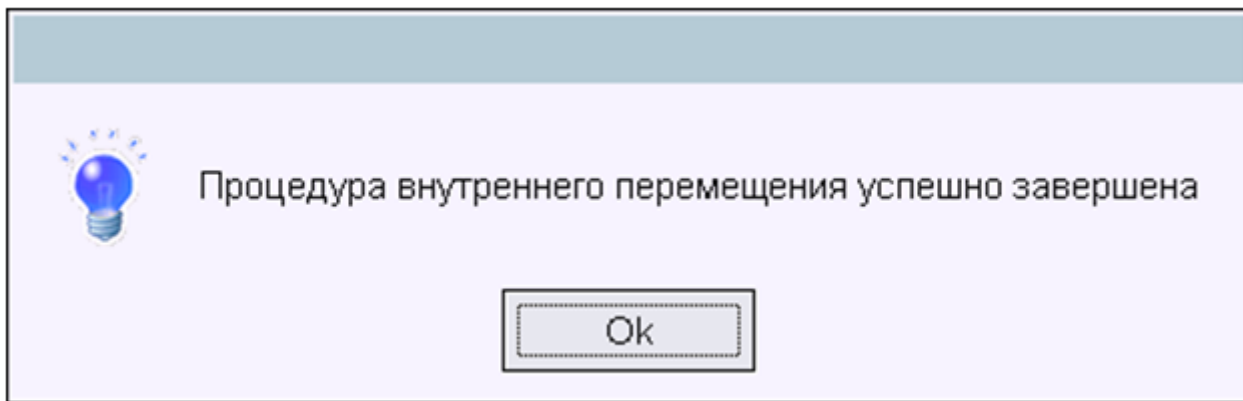 Процедура внутреннего перемещения успешно завершена
Ok